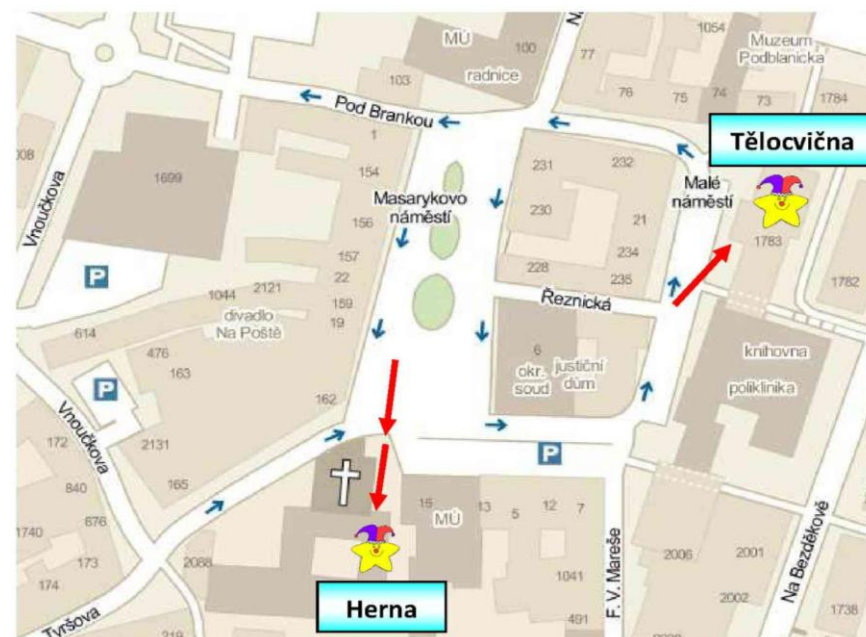 MÚ
100
radnice
103
Pod Brankou
77
76
75
74
73
1054
Muzeum
Podblanicka
1784
Tělocvična
Malé
náměstí
1783
1782
Vnoučkova
1699
1
154
156
157
22
159
19
162
Masarykovo
náměstí
231
232
230
21
234
228
235
Řeznická
P
1044
2121
divadlo
Na Poště
614
476
163
P
6
okr.
soud
justiční
dům
knihovna
poliklinika
Vnoučkova
172
2131
165
840
676
1740
173
174
2088
P
15
MÚ
13
5
12
7
1041
491
F. V. Mareše
2006
2001
2002
Na Bezděkově
1738
Herna
Tyršova
219